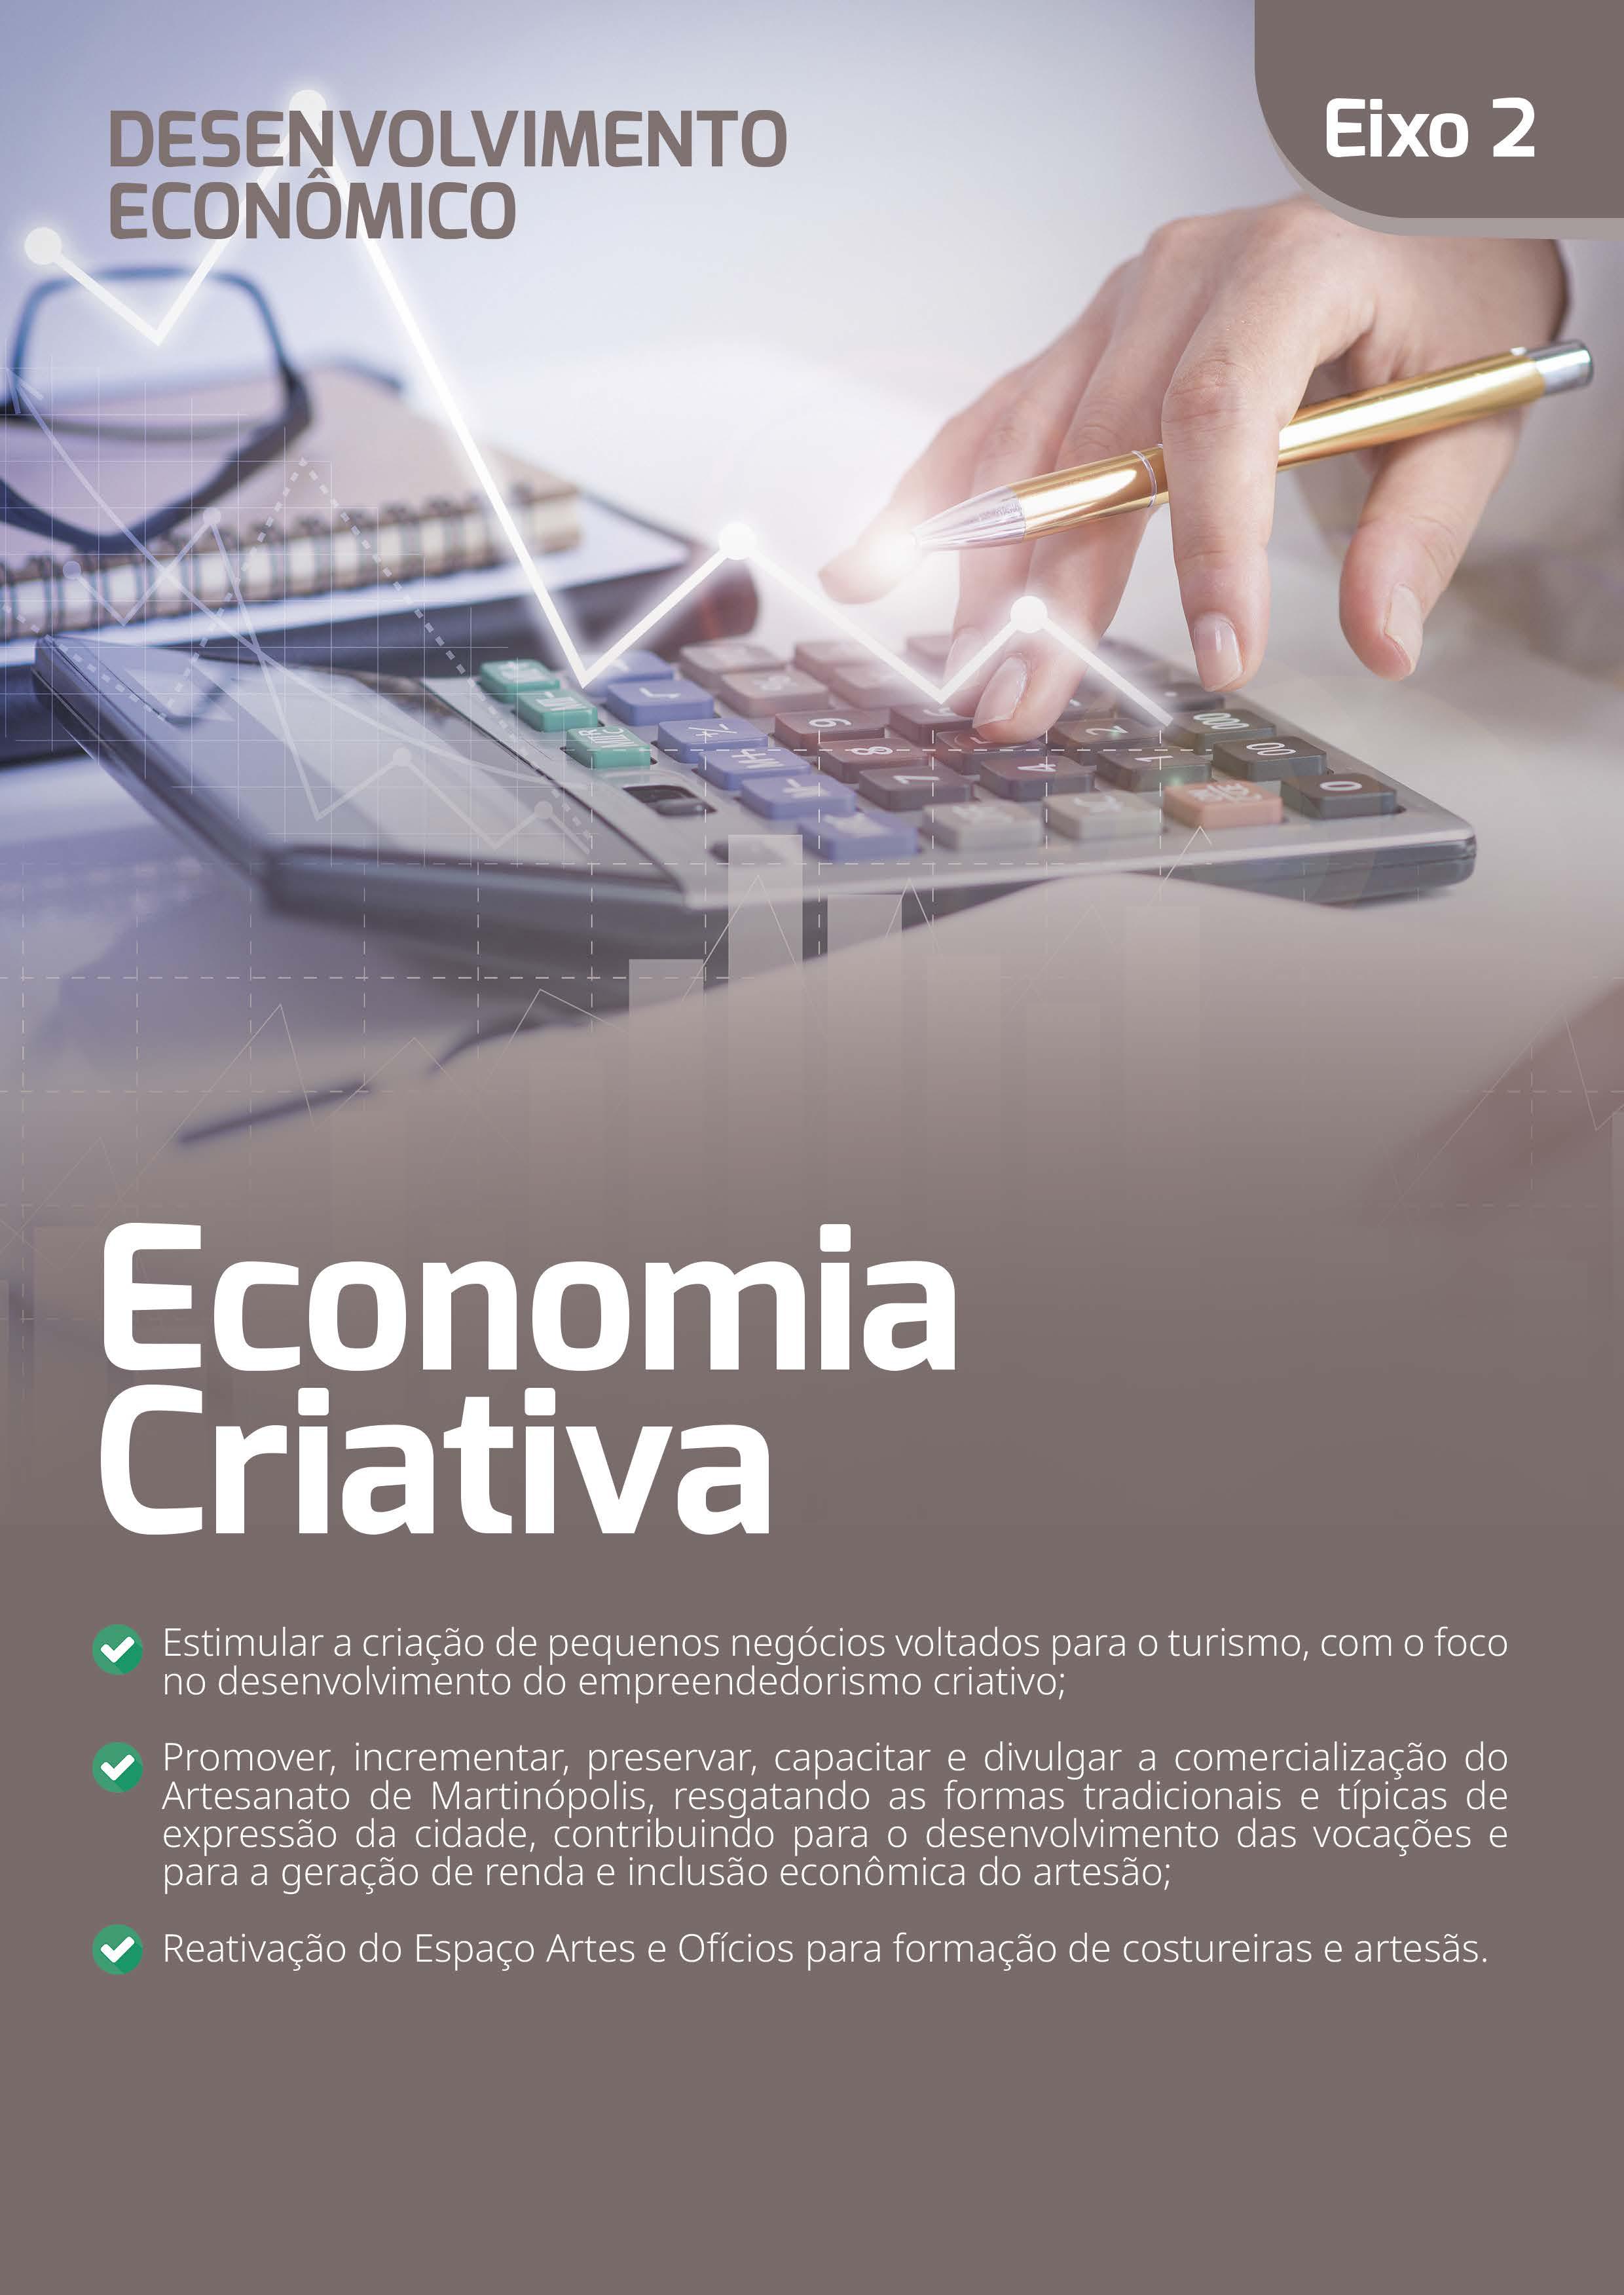 DESENVOLVIMENTO
ECONÔMICO
Eixo 2
Economia
Criativa
Estimular a criação de pequenos negócios voltados para o turismo, com o foco
no desenvolvimento do empreendedorismo criativo;
Promover, incrementar, preservar, capacitar e divulgar a comercialização do
Artesanato de Martinópolis, resgatando as formas tradicionais e típicas de
expressão da cidade, contribuindo para o desenvolvimento das vocações e
para a geração de renda e inclusão econômica do artesão;
Reativação do Espaço Artes e Ofícios para formação de costureiras e artesãs.